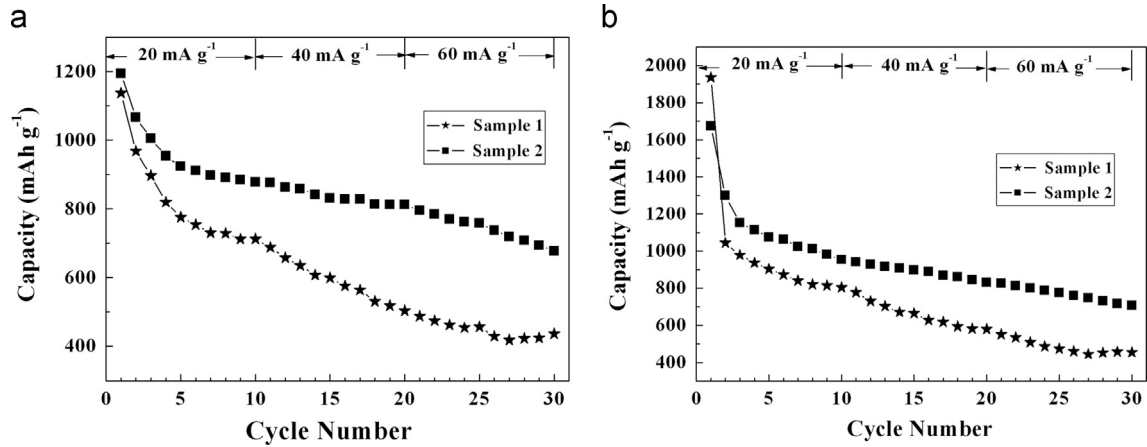 a
20 mA g⁻¹ 40 mA g⁻¹ 60 mA g⁻¹
1200
1000
800
600
400
Capacity (mAh g⁻¹)
Sample 1
Sample 2
0 5 10 15 20 25 30
Cycle Number
b
20 mA g⁻¹ 40 mA g⁻¹ 60 mA g⁻¹
2000
1800
1600
1400
1200
1000
800
600
400
Capacity (mAh g⁻¹)
Sample 1
Sample 2
0 5 10 15 20 25 30
Cycle Number